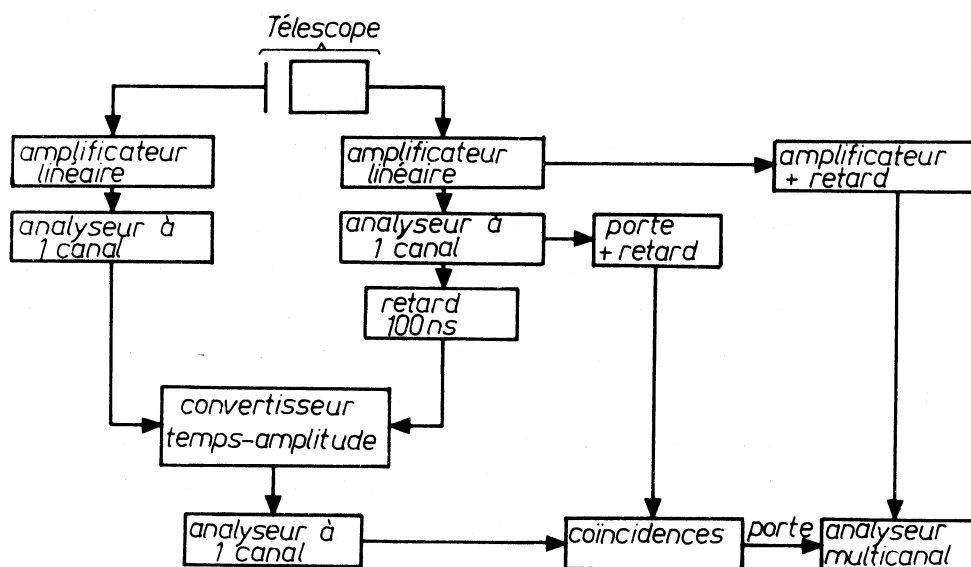 Télescope
amplificateur
linéaire
amplificateur
linéaire
amplificateur
+ retard
analyseur à
1 canal
analyseur à
1 canal
porte
+ retard
retard
100 ns
convertisseur
temps-amplitude
analyseur à
1 canal
coïncidences
porte
analyseur
multicanal